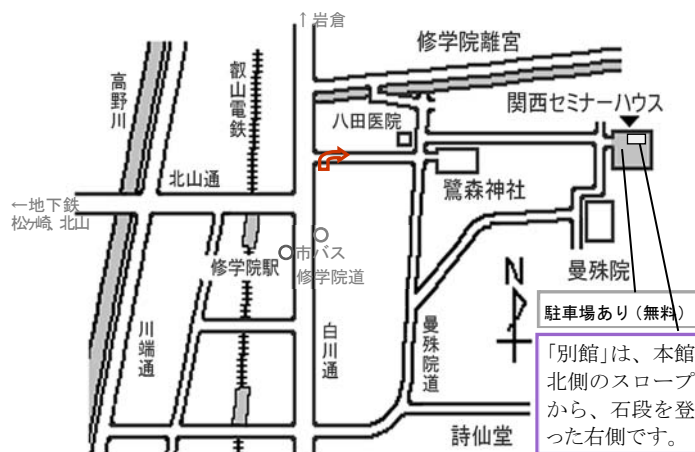 ↑岩倉
修学院離宮
高野川
叡山電鉄
関西セミナーハウス
八田医院
北山通
鷺森神社
←地下鉄
松ヶ崎、北山
市バス
修学院道
修学院駅
曼殊院
N
駐車場あり（無料）
川端通
白川通
曼殊院道
「別館」は、本館
北側のスロープ
から、石段を登
った右側です。
詩仙堂